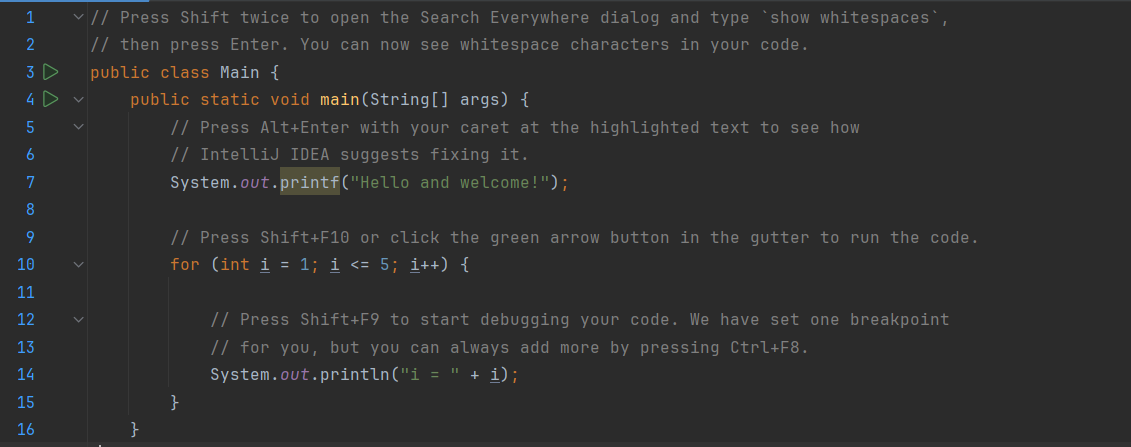 1 // Press Shift twice to open the Search Everywhere dialog and type `show whitespaces`,
2 // then press Enter. You can now see whitespace characters in your code.
3 public class Main {
4 public static void main(String[] args) {
5 // Press Alt+Enter with your caret at the highlighted text to see how
6 // IntelliJ IDEA suggests fixing it.
7 System.out.printf("Hello and welcome!");
8
9 // Press Shift+F10 or click the green arrow button in the gutter to run the code.
10 for (int i = 1; i <= 5; i++) {
11
12 // Press Shift+F9 to start debugging your code. We have set one breakpoint
13 // for you, but you can always add more by pressing Ctrl+F8.
14 System.out.println("i = " + i);
15 }
16 }